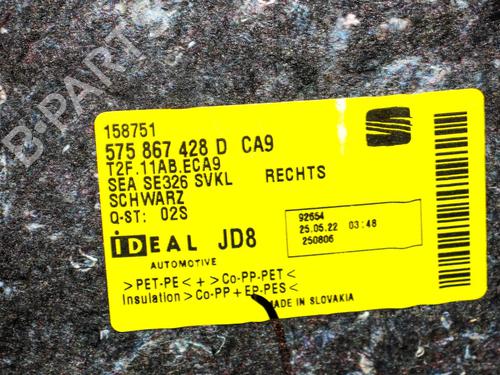 158751
575 867 428 D CA9
T2F.11AB.ECA9
SEA SE326 SVKL RECHTS
SCHWARZ
Q-ST: 02S
92654
25.05.22 03:48
250806
iDEAL JD8
AUTOMOTIVE
>PET-PE< + >Co-PP-PET<
Insulation >Co-PP + EP-PES<
MADE IN SLOVAKIA
B-PARTS